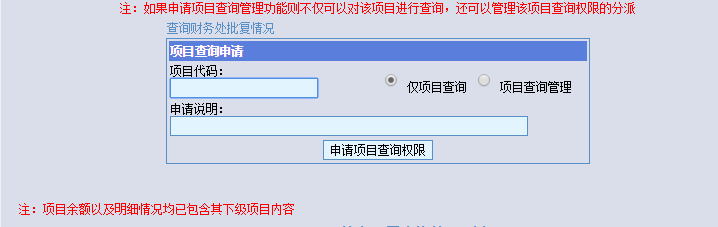 注：如果申请项目查询管理功能则不仅可以对该项目进行查询，还可以管理该项目查询权限的分派
查询财务处批复情况
项目查询申请
项目代码：
仅项目查询 项目查询管理
申请说明：
申请项目查询权限
注：项目余额以及明细情况均已包含其下级项目内容